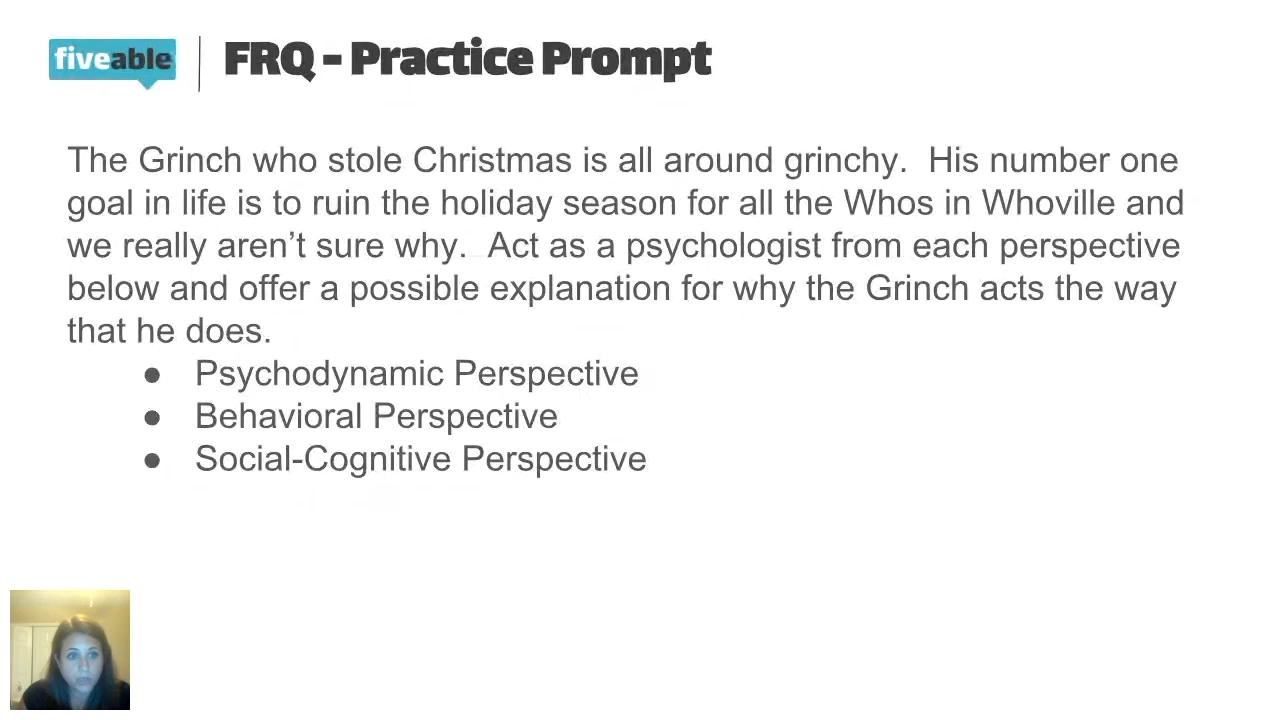 fiveable
FRQ - Practice Prompt
The Grinch who stole Christmas is all around grinchy.  His number one
goal in life is to ruin the holiday season for all the Whos in Whoville and
we really aren’t sure why.  Act as a psychologist from each perspective
below and offer a possible explanation for why the Grinch acts the way
that he does.
● Psychodynamic Perspective
● Behavioral Perspective
● Social-Cognitive Perspective